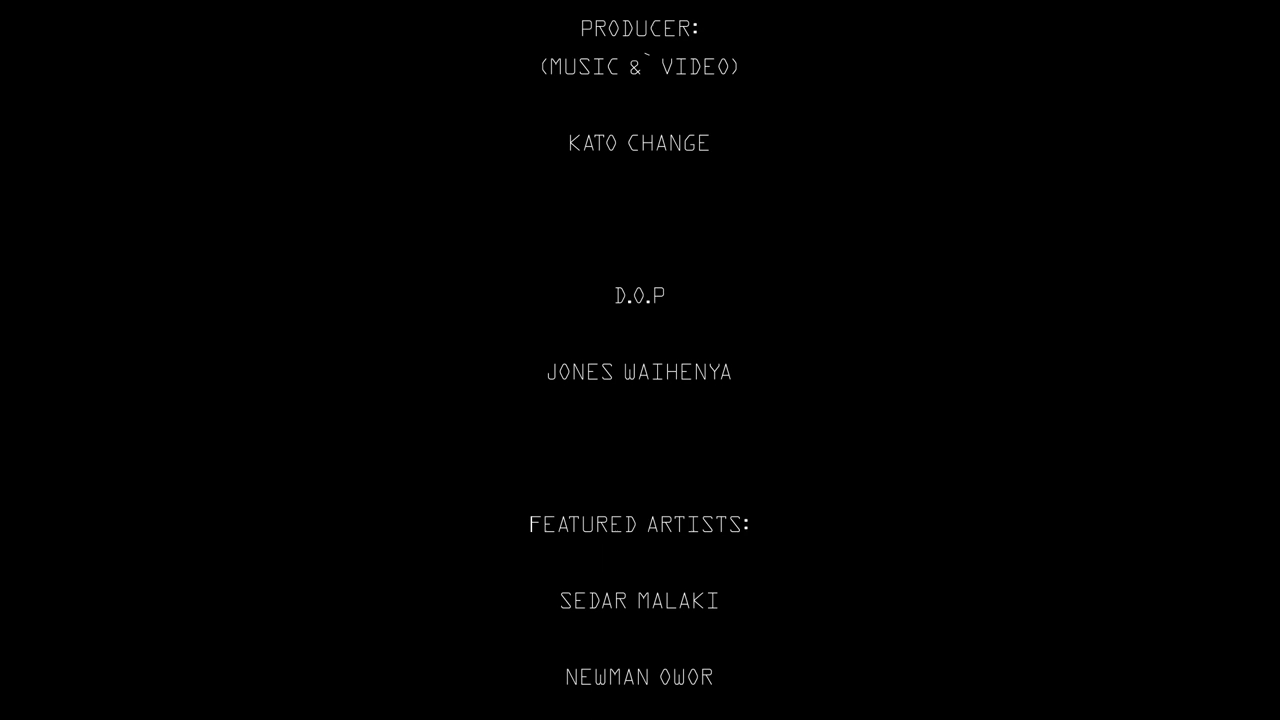 PRODUCER:
(MUSIC &` VIDEO)
KATO CHANGE
D.O.P
JONES WAIHENYA
FEATURED ARTISTS:
SEDAR MALAKI
NEWMAN OWOR